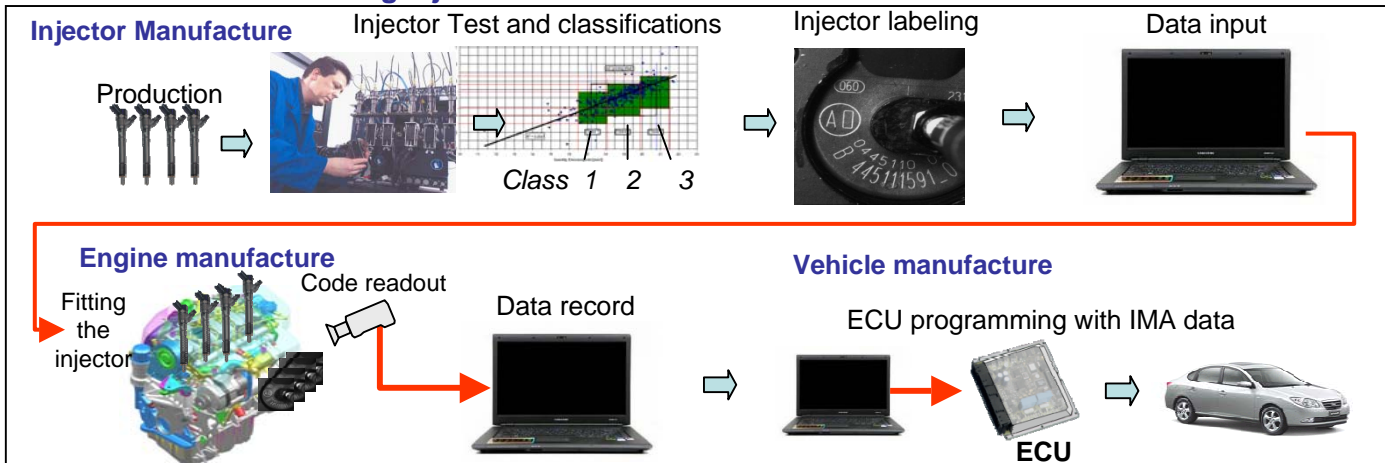 Injector Manufacture
Injector Test and classifications
Injector labeling
Data input
Production
060
231
A
0445110
B 445111591_0
Class 1 2 3
Engine manufacture
Vehicle manufacture
Fitting
the
injector
Code readout
Data record
ECU programming with IMA data
ECU